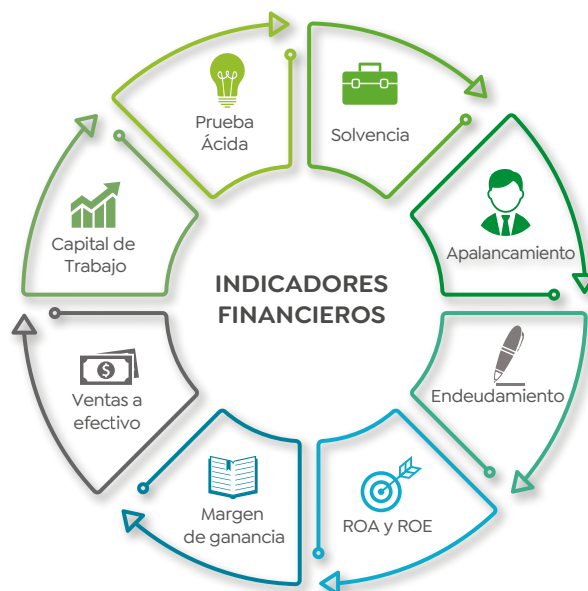 INDICADORES
FINANCIEROS
Prueba
Ácida
Solvencia
Apalancamiento
Endeudamiento
ROA y ROE
Margen
de ganancia
Ventas a
efectivo
Capital de
Trabajo
$